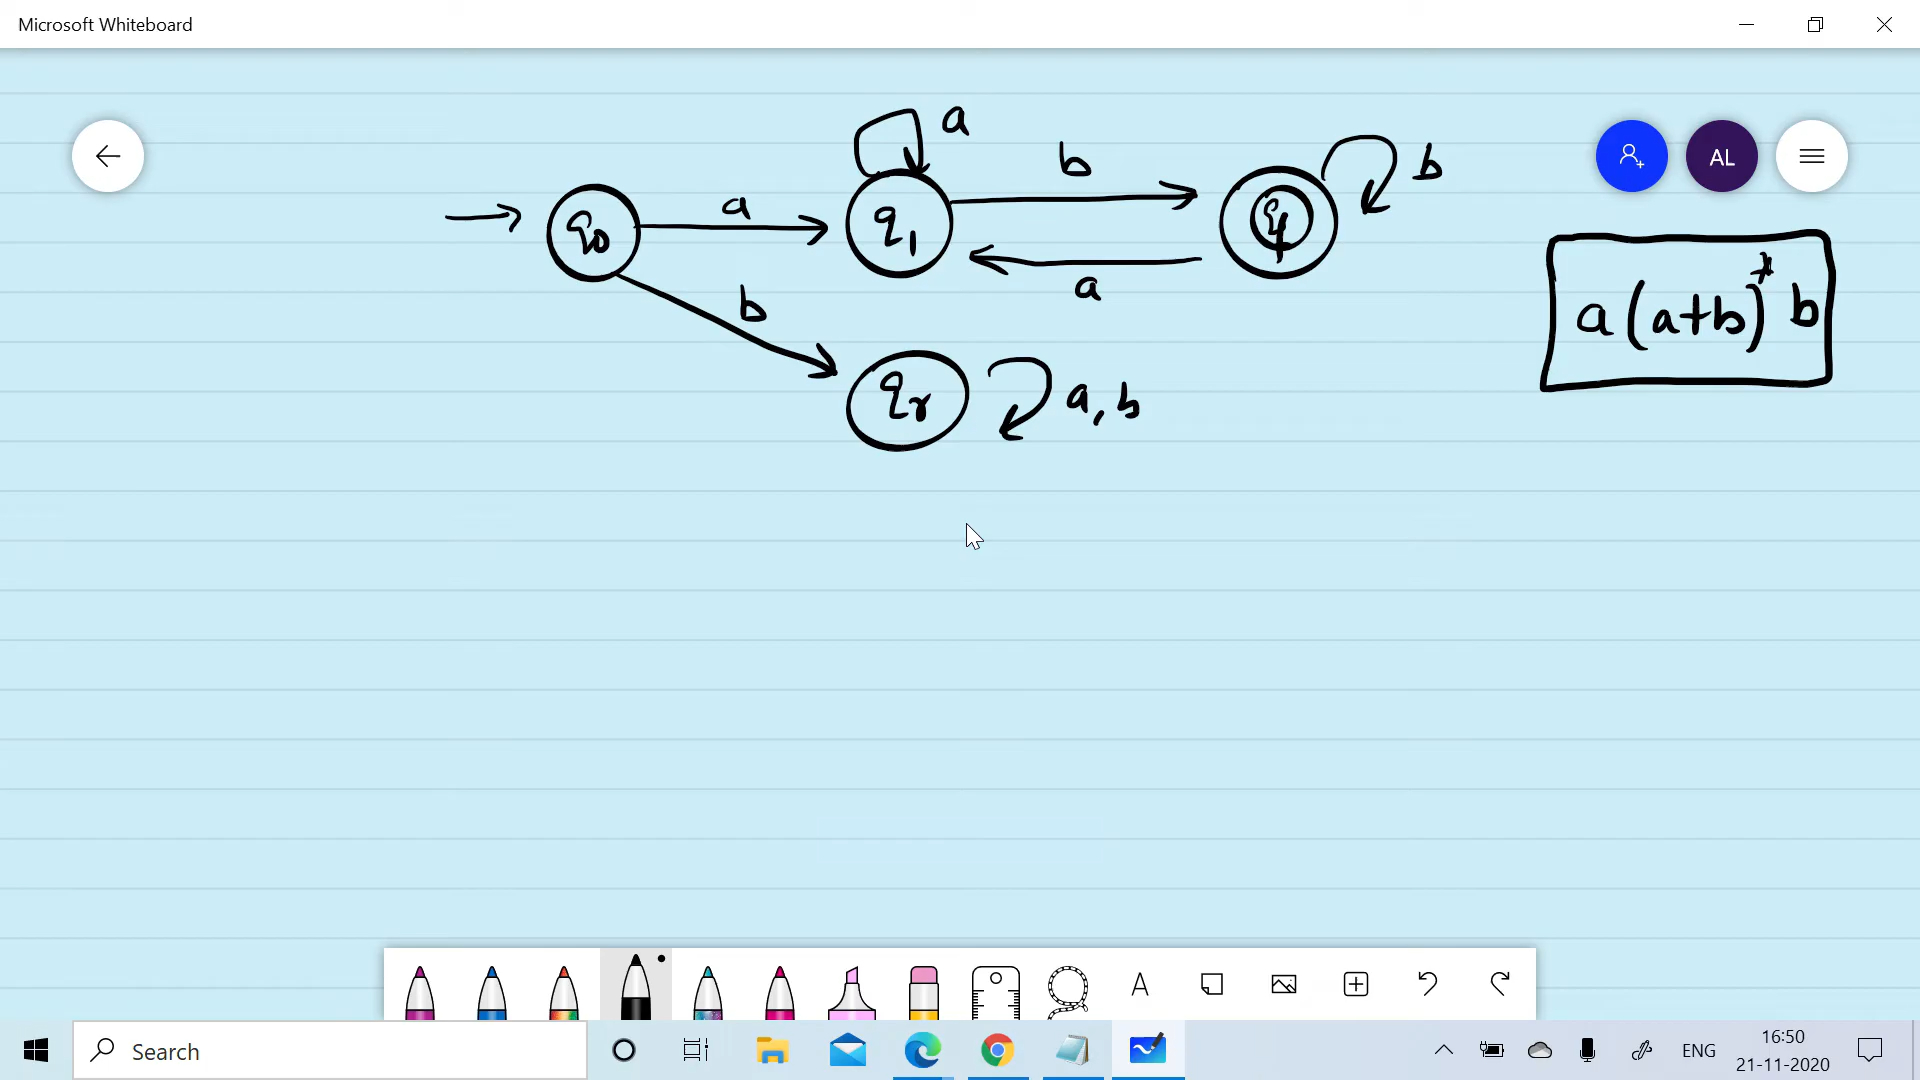 Microsoft Whiteboard
a
b
b
AL
a
q0
q1
qf
a
b
a(a+b)* b
qr
a, b
A
Search
ENG
16:50
21-11-2020